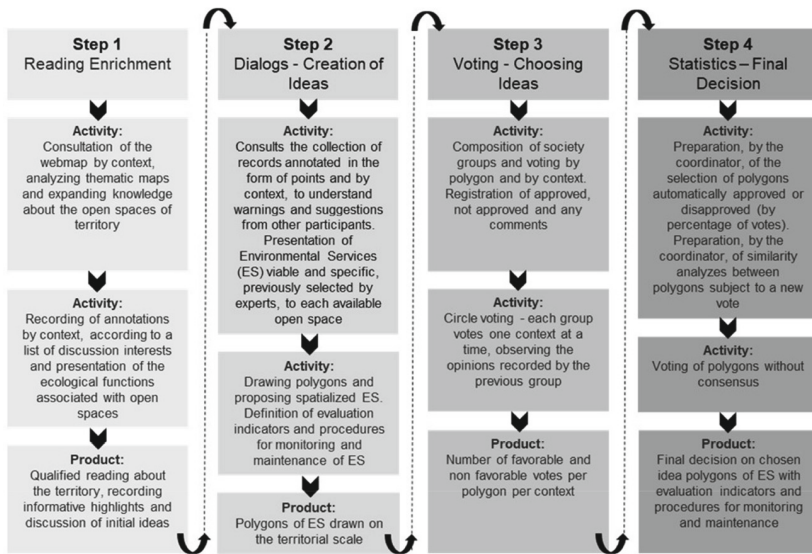 Step 1
Reading Enrichment
Activity:
Consultation of the
webmap by context,
analyzing thematic maps
and expanding knowledge
about the open spaces of
territory
Activity:
Recording of annotations
by context, according to a
list of discussion interests
and presentation of the
ecological functions
associated with open
spaces
Product:
Qualified reading about
the territory, recording
informative highlights and
discussion of initial ideas
Step 2
Dialogs - Creation of
Ideas
Activity:
Consults the collection of
records annotated in the
form of points and by
context, to understand
warnings and suggestions
from other participants.
Presentation of
Environmental Services
(ES) viable and specific,
previously selected by
experts, to each available
open space
Activity:
Drawing polygons and
proposing spatialized ES.
Definition of evaluation
indicators and procedures
for monitoring and
maintenance of ES
Product:
Polygons of ES drawn on
the territorial scale
Step 3
Voting - Choosing
Ideas
Activity:
Composition of society
groups and voting by
polygon and by context.
Registration of approved,
not approved and any
comments
Activity:
Circle voting - each group
votes one context at a
time, observing the
opinions recorded by the
previous group
Product:
Number of favorable and
non favorable votes per
polygon per context
Step 4
Statistics – Final
Decision
Activity:
Preparation, by the
coordinator, of the
selection of polygons
automatically approved or
disapproved (by
percentage of votes).
Preparation, by the
coordinator, of similarity
analyzes between
polygons subject to a new
vote
Activity:
Voting of polygons without
consensus
Product:
Final decision on chosen
idea polygons of ES with
evaluation indicators and
procedures for monitoring
and maintenance